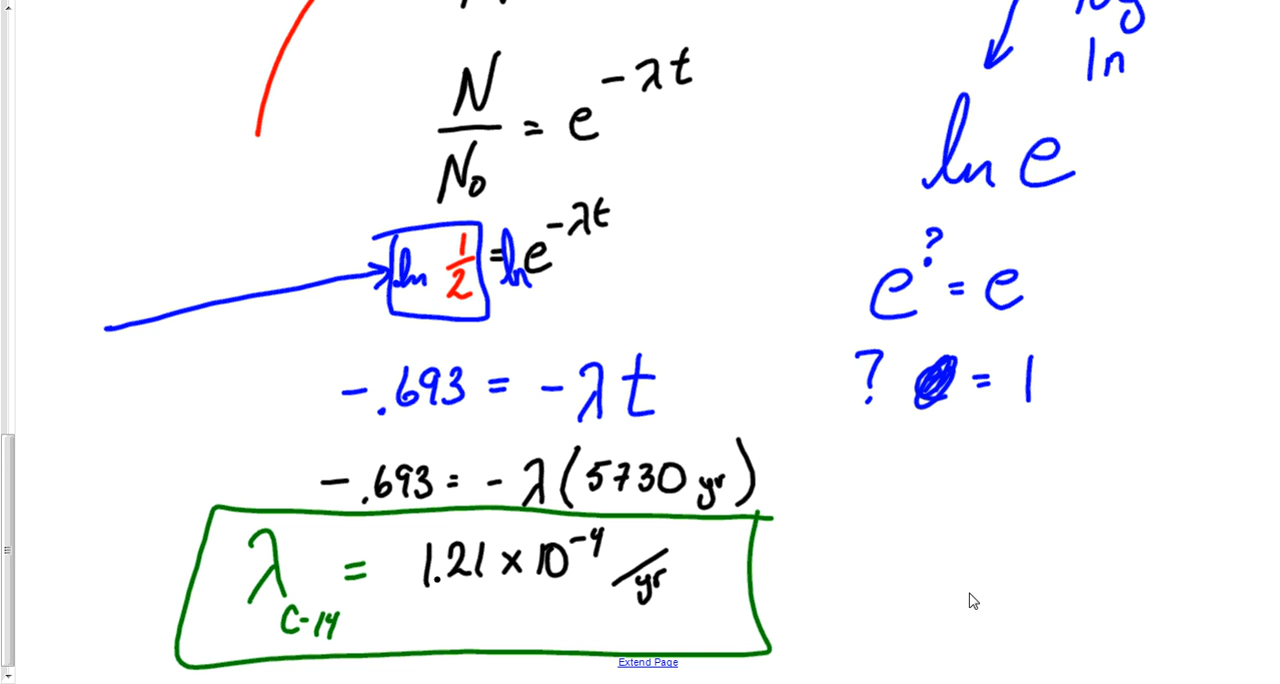 N/N₀ = e^(-λt)
ln 1/2 = ln e^(-λt)
-.693 = -λt
-.693 = -λ(5730 yr)
λ_C-14 = 1.21 × 10^-4 /yr
ln
ln e
e^? = e
? = 1
Extend Page